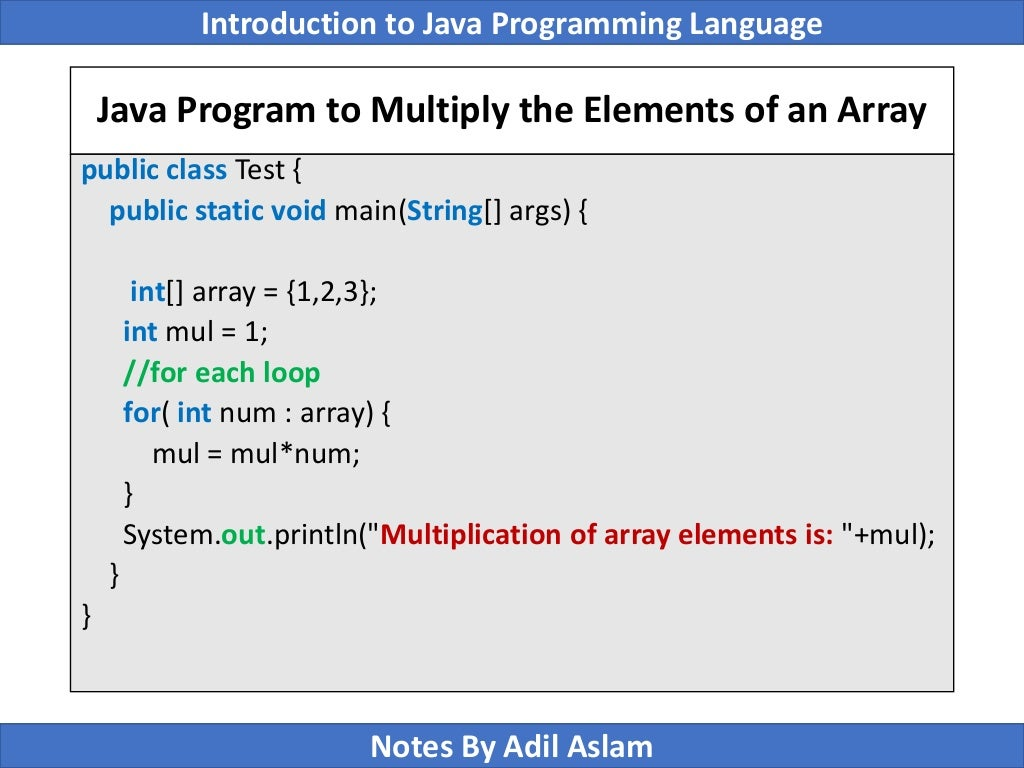 Introduction to Java Programming Language
Java Program to Multiply the Elements of an Array
public class Test {
public static void main(String[] args) {
int[] array = {1,2,3};
int mul = 1;
//for each loop
for( int num : array) {
mul = mul*num;
}
System.out.println("Multiplication of array elements is: "+mul);
}
}
Notes By Adil Aslam